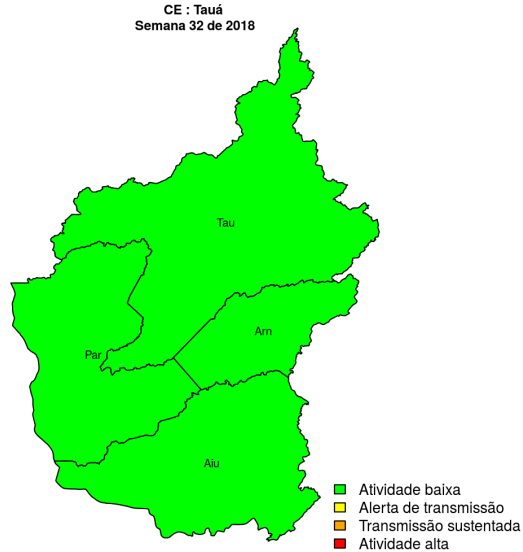 CE : Tauá
Semana 32 de 2018
Tau
Arn
Par
Aiu
Atividade baixa
Alerta de transmissão
Transmissão sustentada
Atividade alta